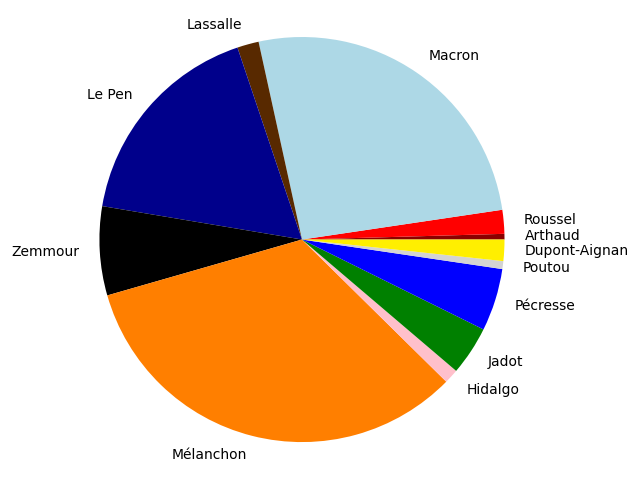 Lassalle
Macron
Le Pen
Roussel
Arthaud
Dupont-Aignan
Zemmour
Poutou
Pécresse
Jadot
Hidalgo
Mélanchon